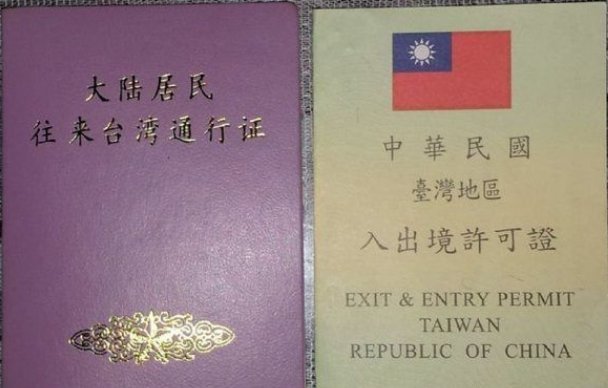 大陆居民
往来台湾通行证
中華民國
臺灣地區
入出境許可證
EXIT & ENTRY PERMIT
TAIWAN
REPUBLIC OF CHINA